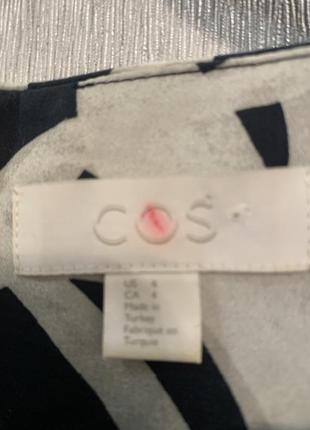 COS
US 4
CA 4
Made in
Turkey
Fabriqué en
Turquie